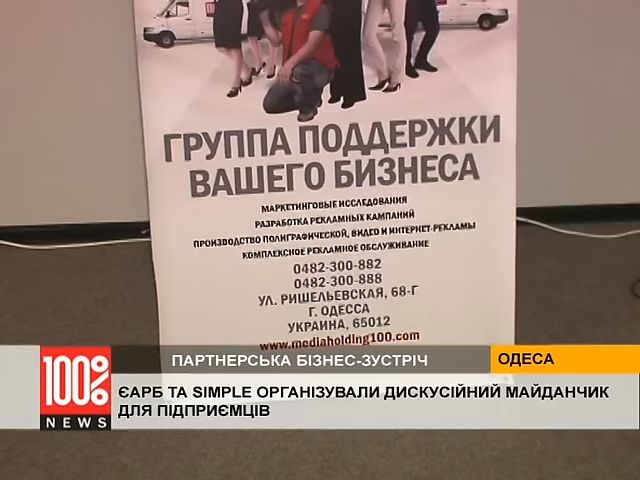 ГРУППА ПОДДЕРЖКИ
ВАШЕГО БИЗНЕСА
МАРКЕТИНГОВЫЕ ИССЛЕДОВАНИЯ
РАЗРАБОТКА РЕКЛАМНЫХ КАМПАНИЙ
ПРОИЗВОДСТВО ПОЛИГРАФИЧЕСКОЙ, ВИДЕО И ИНТЕРНЕТ-РЕКЛАМЫ
КОМПЛЕКСНОЕ РЕКЛАМНОЕ ОБСЛУЖИВАНИЕ
0482-300-882
0482-300-888
УЛ. РИШЕЛЬЕВСКАЯ, 68-Г
Г. ОДЕССА
УКРАИНА, 65012
www.mediaholding100.com
ПАРТНЕРСЬКА БІЗНЕС-ЗУСТРІЧ
ОДЕСА
100%
NEWS
ЄАРБ ТА SIMPLE ОРГАНІЗУВАЛИ ДИСКУСІЙНИЙ МАЙДАНЧИК
ДЛЯ ПІДПРИЄМЦІВ